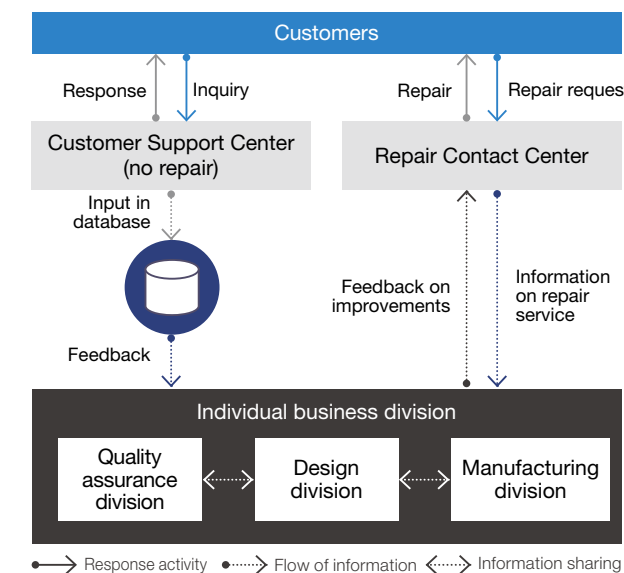 Customers
Response
Inquiry
Repair
Repair reques
Customer Support Center
(no repair)
Repair Contact Center
Input in
database
Feedback on
improvements
Information
on repair
service
Feedback
Individual business division
Quality
assurance
division
Design
division
Manufacturing
division
Response activity
Flow of information
Information sharing